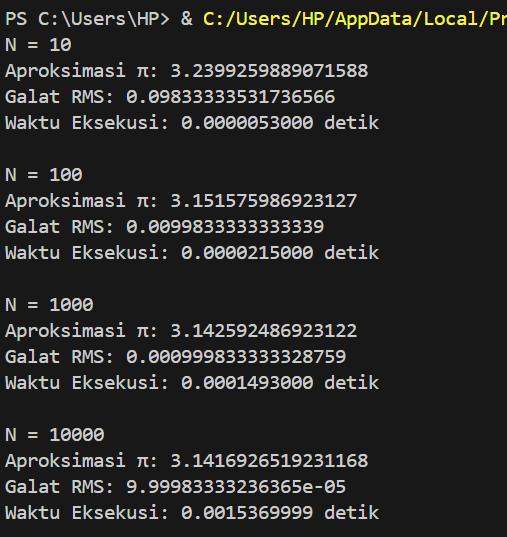 PS C:\Users\HP> & C:/Users/HP/AppData/Local/Pr
N = 10
Aproksimasi π: 3.2399259889071588
Galat RMS: 0.09833333531736566
Waktu Eksekusi: 0.0000053000 detik
N = 100
Aproksimasi π: 3.151575986923127
Galat RMS: 0.0099833333333339
Waktu Eksekusi: 0.0000215000 detik
N = 1000
Aproksimasi π: 3.142592486923122
Galat RMS: 0.000999833333328759
Waktu Eksekusi: 0.0001493000 detik
N = 10000
Aproksimasi π: 3.1416926519231168
Galat RMS: 9.99983333236365e-05
Waktu Eksekusi: 0.0015369999 detik